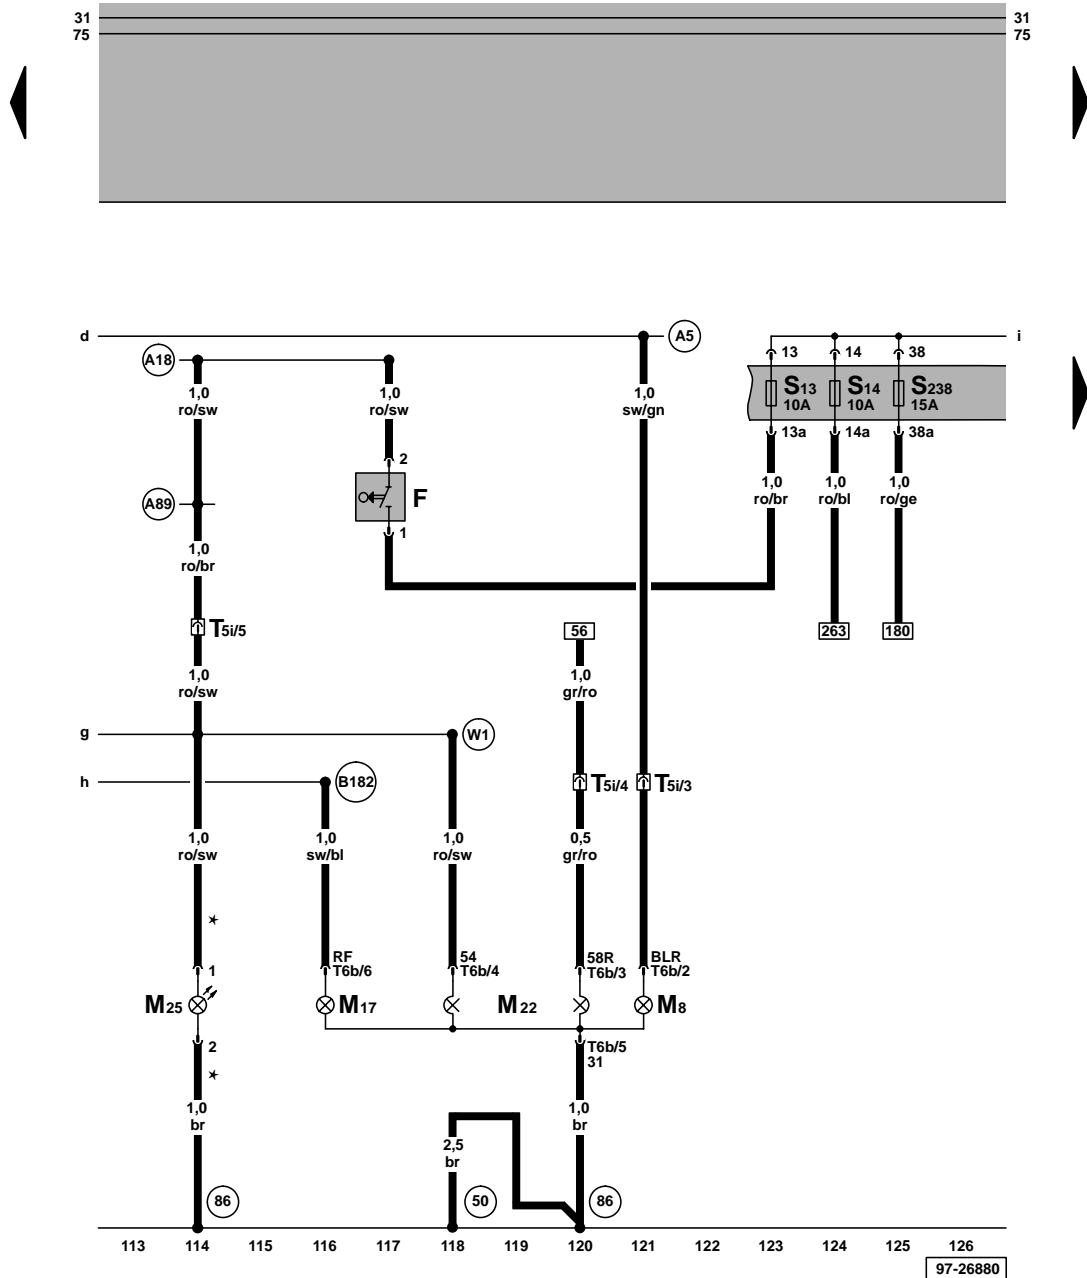 31 31
75 75
d A5 i
A18 13 14 38
S13 S14 S238
10A 10A 15A
1,0 1,0 1,0
ro/sw ro/sw sw/gn
13a 14a 38a
2
1,0 1,0 1,0
ro/br ro/bl ro/ge
A89 F
1
1,0
ro/br
T5i/5 56 263 180
1,0 1,0
ro/sw gr/ro
g W1
h B182 T5i/4 T5i/3
1,0 1,0 1,0 0,5
ro/sw sw/bl ro/sw gr/ro
RF 54 58R BLR
1 T6b/6 T6b/4 T6b/3 T6b/2
M25 M17 M22 M8
2 T6b/5
31
1,0 1,0
br br
2,5
br
86 50 86
113 114 115 116 117 118 119 120 121 122 123 124 125 126
97-26880